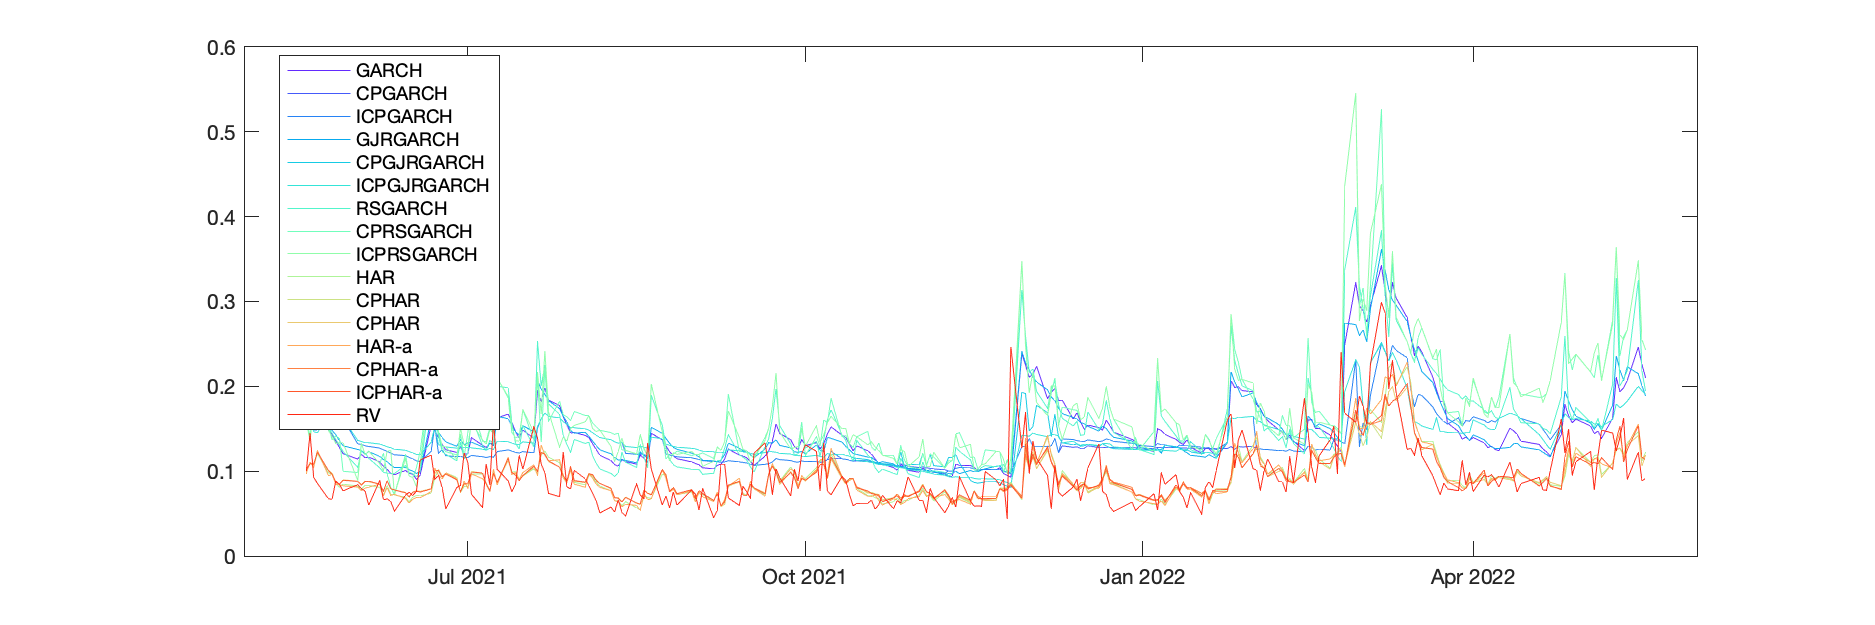 0.6
0.5
0.4
0.3
0.2
0.1
0
GARCH
CPGARCH
ICPGARCH
GJRGARCH
CPGJRGARCH
ICPGJRGARCH
RSGARCH
CPRSGARCH
ICPRSGARCH
HAR
CPHAR
CPHAR
HAR-a
CPHAR-a
ICPHAR-a
RV
Jul 2021
Oct 2021
Jan 2022
Apr 2022